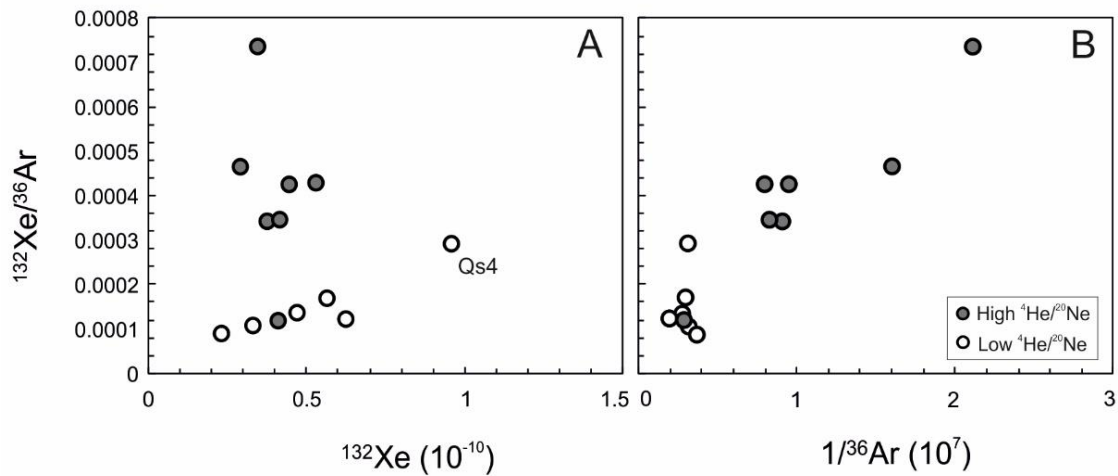 0.0008
0.0007
0.0006
0.0005
0.0004
0.0003
0.0002
0.0001
0
¹³²Xe/³⁶Ar
A
Qs4
0 0.5 1 1.5
¹³²Xe (10⁻¹⁰)
B
High ⁴He/²⁰Ne
Low ⁴He/²⁰Ne
0 1 2 3
1/³⁶Ar (10⁷)